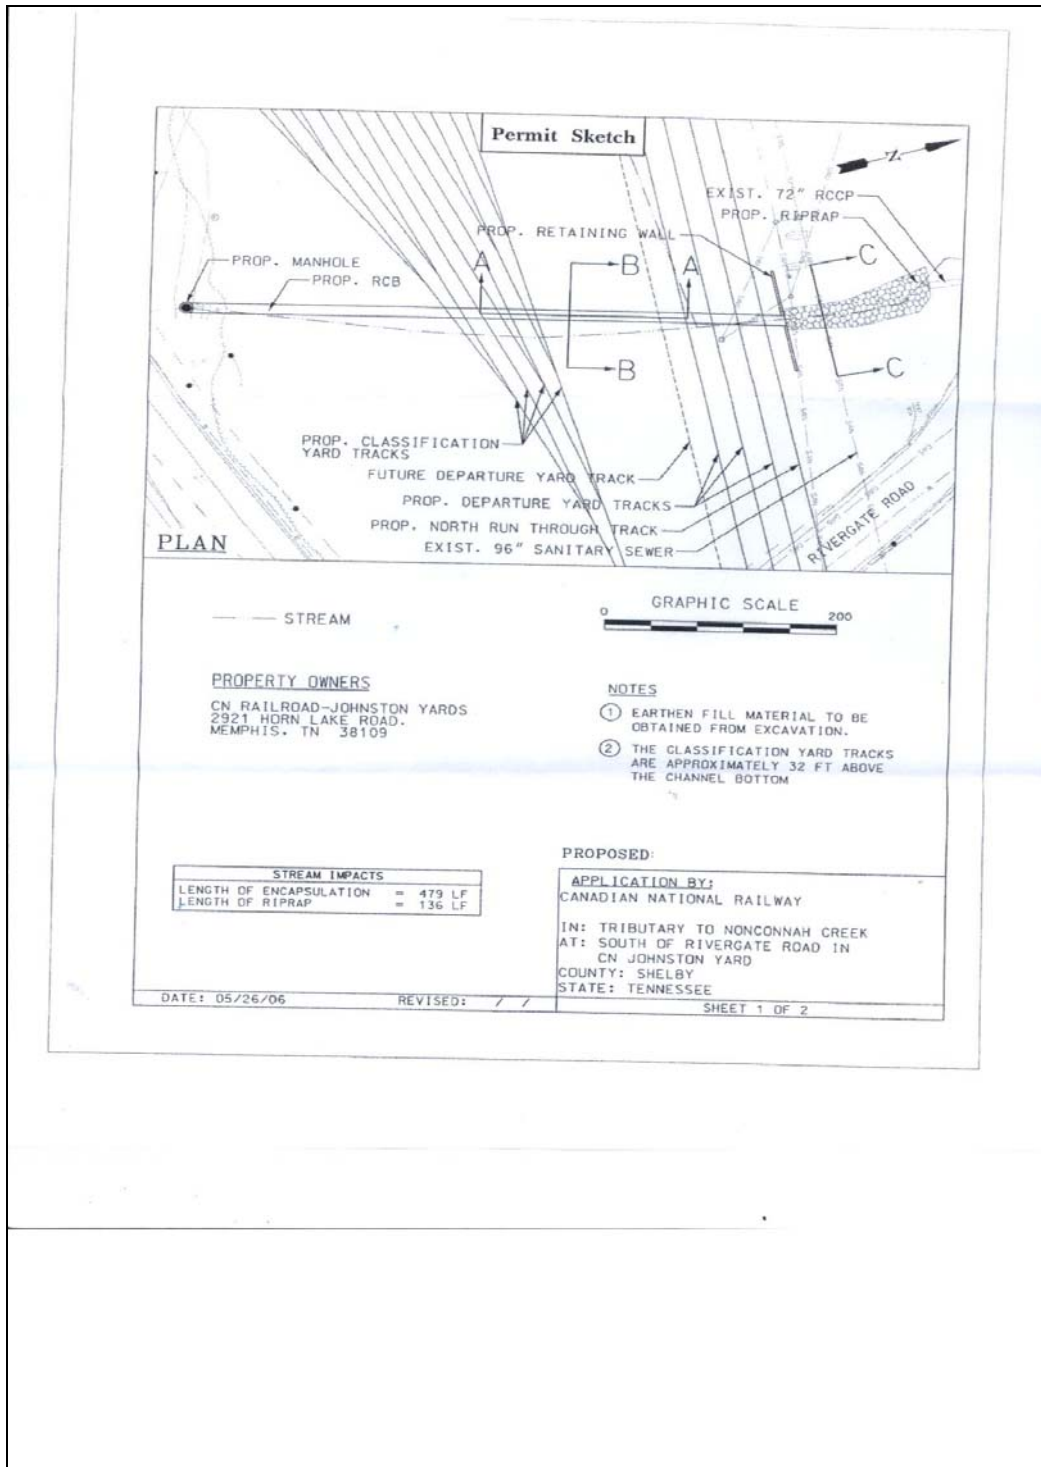 Permit Sketch
N
EXIST. 72" RCCP
PROP. RIPRAP
PROP. RETAINING WALL
PROP. MANHOLE
PROP. RCB
A
B
A
C
B
C
PROP. CLASSIFICATION
YARD TRACKS
FUTURE DEPARTURE YARD TRACK
PROP. DEPARTURE YARD TRACKS
PROP. NORTH RUN THROUGH TRACK
EXIST. 96" SANITARY SEWER
RIVERGATE ROAD
PLAN
STREAM
GRAPHIC SCALE
0 200
PROPERTY OWNERS
CN RAILROAD-JOHNSTON YARDS
2921 HORN LAKE ROAD.
MEMPHIS. TN 38109
NOTES
1 EARTHEN FILL MATERIAL TO BE
OBTAINED FROM EXCAVATION.
2 THE CLASSIFICATION YARD TRACKS
ARE APPROXIMATELY 32 FT ABOVE
THE CHANNEL BOTTOM
STREAM IMPACTS
LENGTH OF ENCAPSULATION = 479 LF
LENGTH OF RIPRAP = 136 LF
PROPOSED:
APPLICATION BY:
CANADIAN NATIONAL RAILWAY
IN: TRIBUTARY TO NONCONNAH CREEK
AT: SOUTH OF RIVERGATE ROAD IN
CN JOHNSTON YARD
COUNTY: SHELBY
STATE: TENNESSEE
DATE: 05/26/06 REVISED: / /
SHEET 1 OF 2